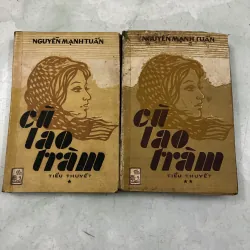 NGUYỄN MẠNH TUẤN
cù
lao
tràm
TIỂU THUYẾT
★
NGUYỄN MẠNH TUẤN
cù
lao
tràm
TIỂU THUYẾT
★★